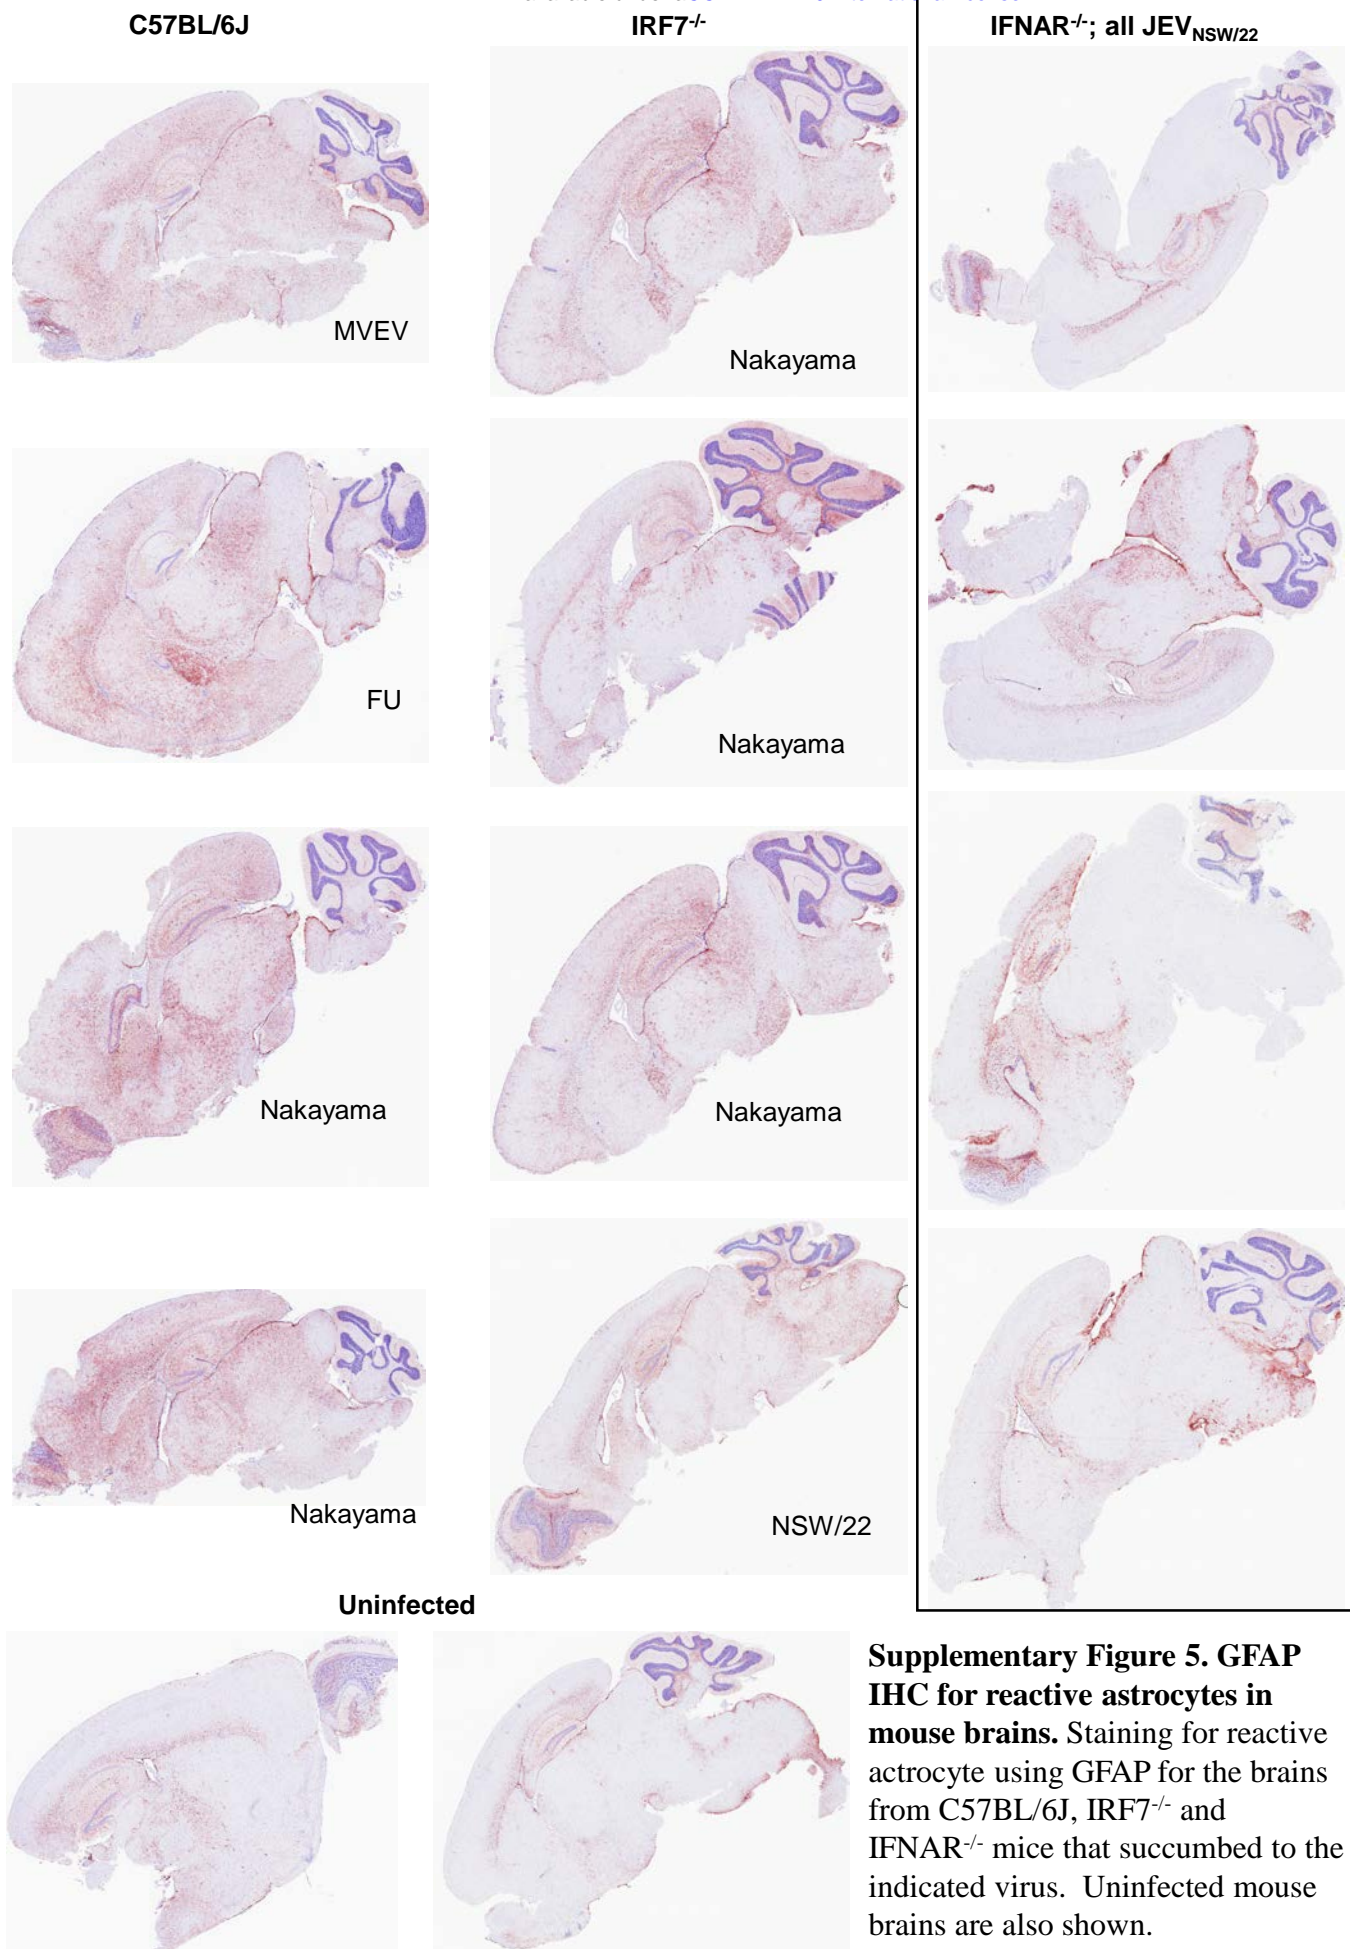 C57BL/6J
IRF7-/-
IFNAR-/-; all JEVNSW/22
MVEV
Nakayama
FU
Nakayama
Nakayama
Nakayama
Nakayama
NSW/22
Uninfected
Supplementary Figure 5. GFAP
IHC for reactive astrocytes in
mouse brains. Staining for reactive
actrocyte using GFAP for the brains
from C57BL/6J, IRF7-/- and
IFNAR-/- mice that succumbed to the
indicated virus. Uninfected mouse
brains are also shown.